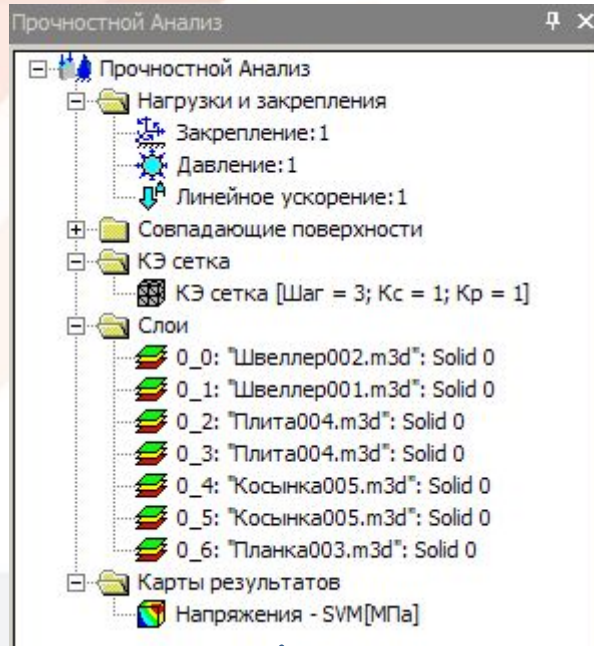 Прочностной Анализ
Прочностной Анализ
Нагрузки и закрепления
Закрепление:1
Давление:1
Линейное ускорение:1
Совпадающие поверхности
КЭ сетка
КЭ сетка [Шаг = 3; Кс = 1; Кр = 1]
Слои
0_0: "Швеллер002.m3d": Solid 0
0_1: "Швеллер001.m3d": Solid 0
0_2: "Плита004.m3d": Solid 0
0_3: "Плита004.m3d": Solid 0
0_4: "Косынка005.m3d": Solid 0
0_5: "Косынка005.m3d": Solid 0
0_6: "Планка003.m3d": Solid 0
Карты результатов
Напряжения - SVM[МПа]